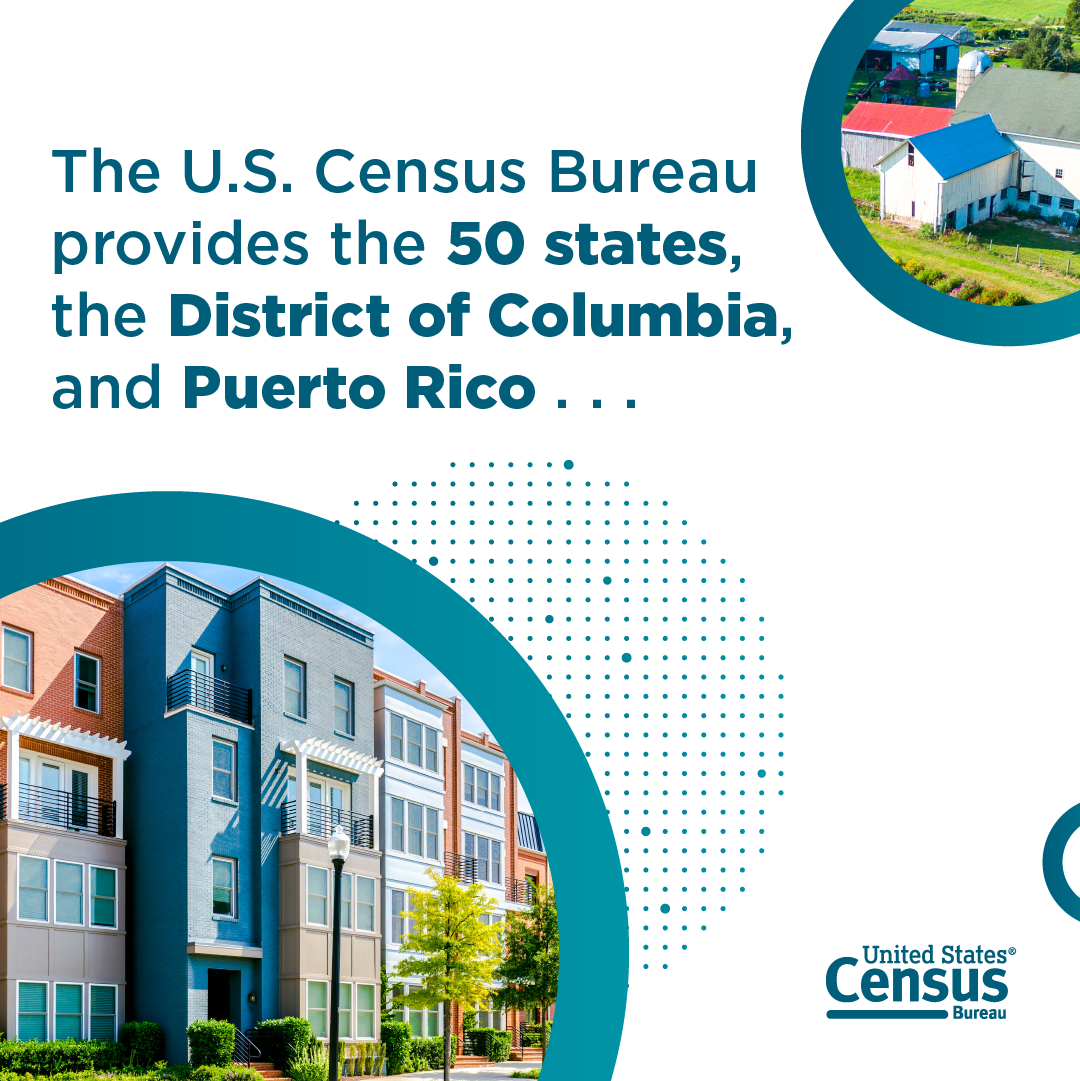 The U.S. Census Bureau
provides the 50 states,
the District of Columbia,
and Puerto Rico . . .
United States®
Census
Bureau